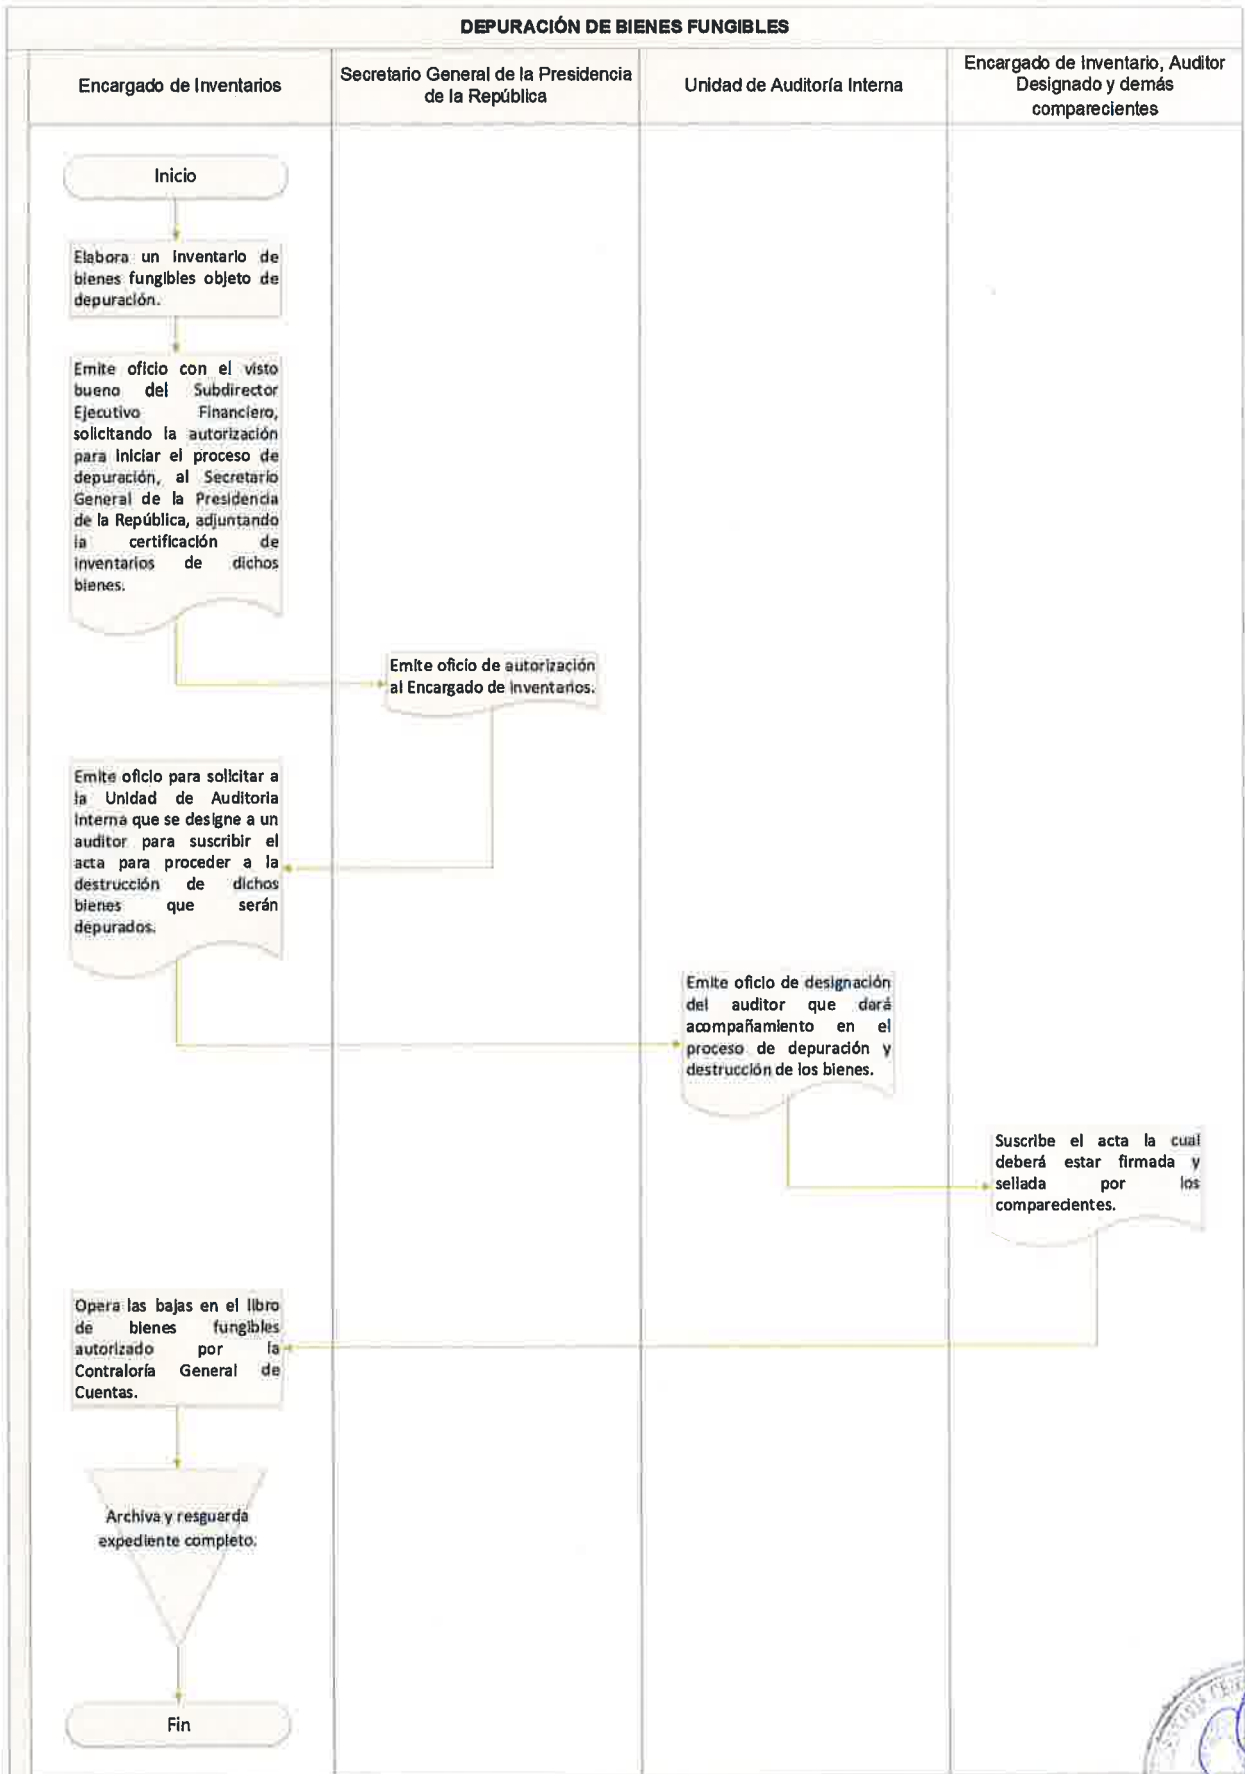 DEPURACIÓN DE BIENES FUNGIBLES
Encargado de Inventarios
Secretario General de la Presidencia
de la República
Unidad de Auditoría Interna
Encargado de Inventario, Auditor
Designado y demás
comparecientes
Inicio
Elabora un inventario de
bienes fungibles objeto de
depuración.
Emite oficio con el visto
bueno del Subdirector
Ejecutivo Financiero,
solicitando la autorización
para iniciar el proceso de
depuración, al Secretario
General de la Presidencia
de la República, adjuntando
la certificación de
inventarios de dichos
bienes.
Emite oficio de autorización
al Encargado de Inventarios.
Emite oficio para solicitar a
la Unidad de Auditoria
Interna que se designe a un
auditor para suscribir el
acta para proceder a la
destrucción de dichos
bienes que serán
depurados.
Emite oficio de designación
del auditor que dará
acompañamiento en el
proceso de depuración y
destrucción de los bienes.
Suscribe el acta la cual
deberá estar firmada y
sellada por los
comparecientes.
Opera las bajas en el libro
de bienes fungibles
autorizado por la
Contraloría General de
Cuentas.
Archiva y resguarda
expediente completo.
Fin